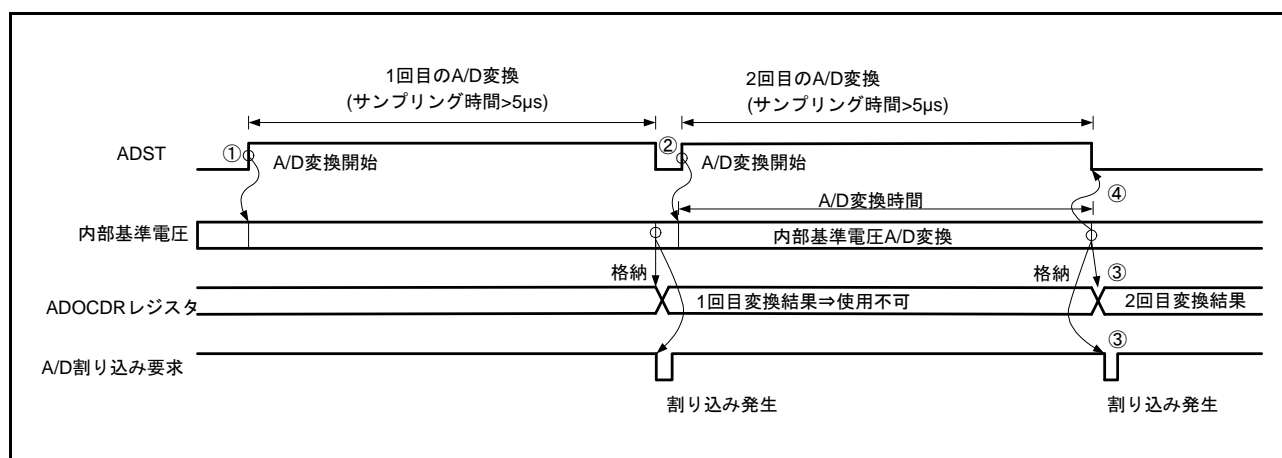 1回目のA/D変換
(サンプリング時間>5μs)
2回目のA/D変換
(サンプリング時間>5μs)
ADST
①
A/D変換開始
②
A/D変換開始
④
A/D変換時間
内部基準電圧
内部基準電圧A/D変換
格納
格納
③
ADOCDRレジスタ
1回目変換結果⇒使用不可
2回目変換結果
A/D割り込み要求
③
割り込み発生
割り込み発生